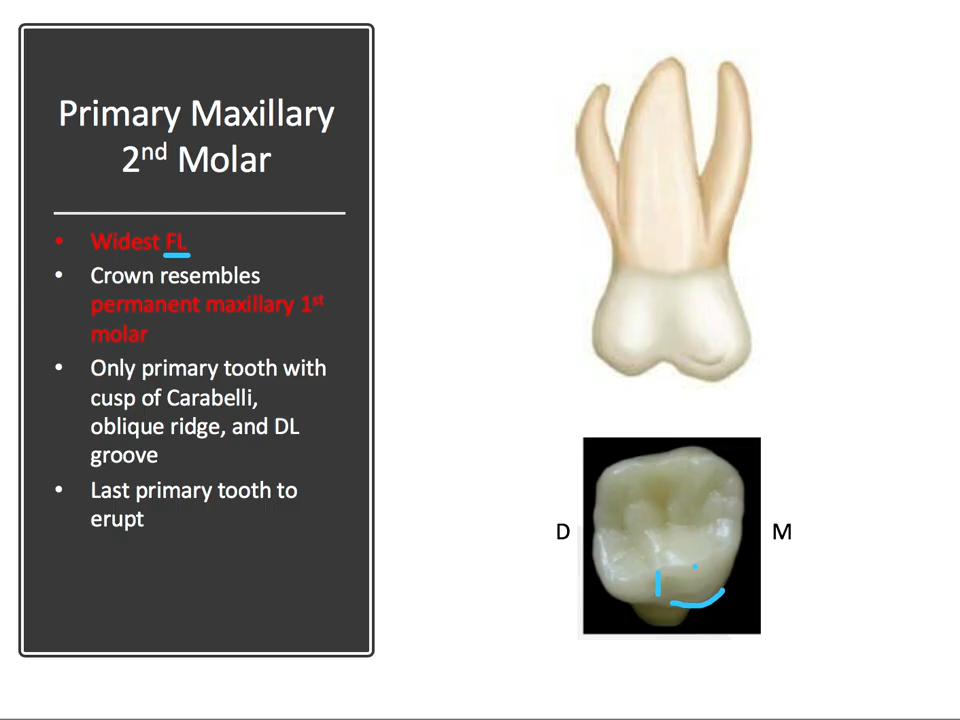 Primary Maxillary
2nd Molar
• Widest FL
• Crown resembles
permanent maxillary 1st
molar
• Only primary tooth with
cusp of Carabelli,
oblique ridge, and DL
groove
• Last primary tooth to
erupt
D
M